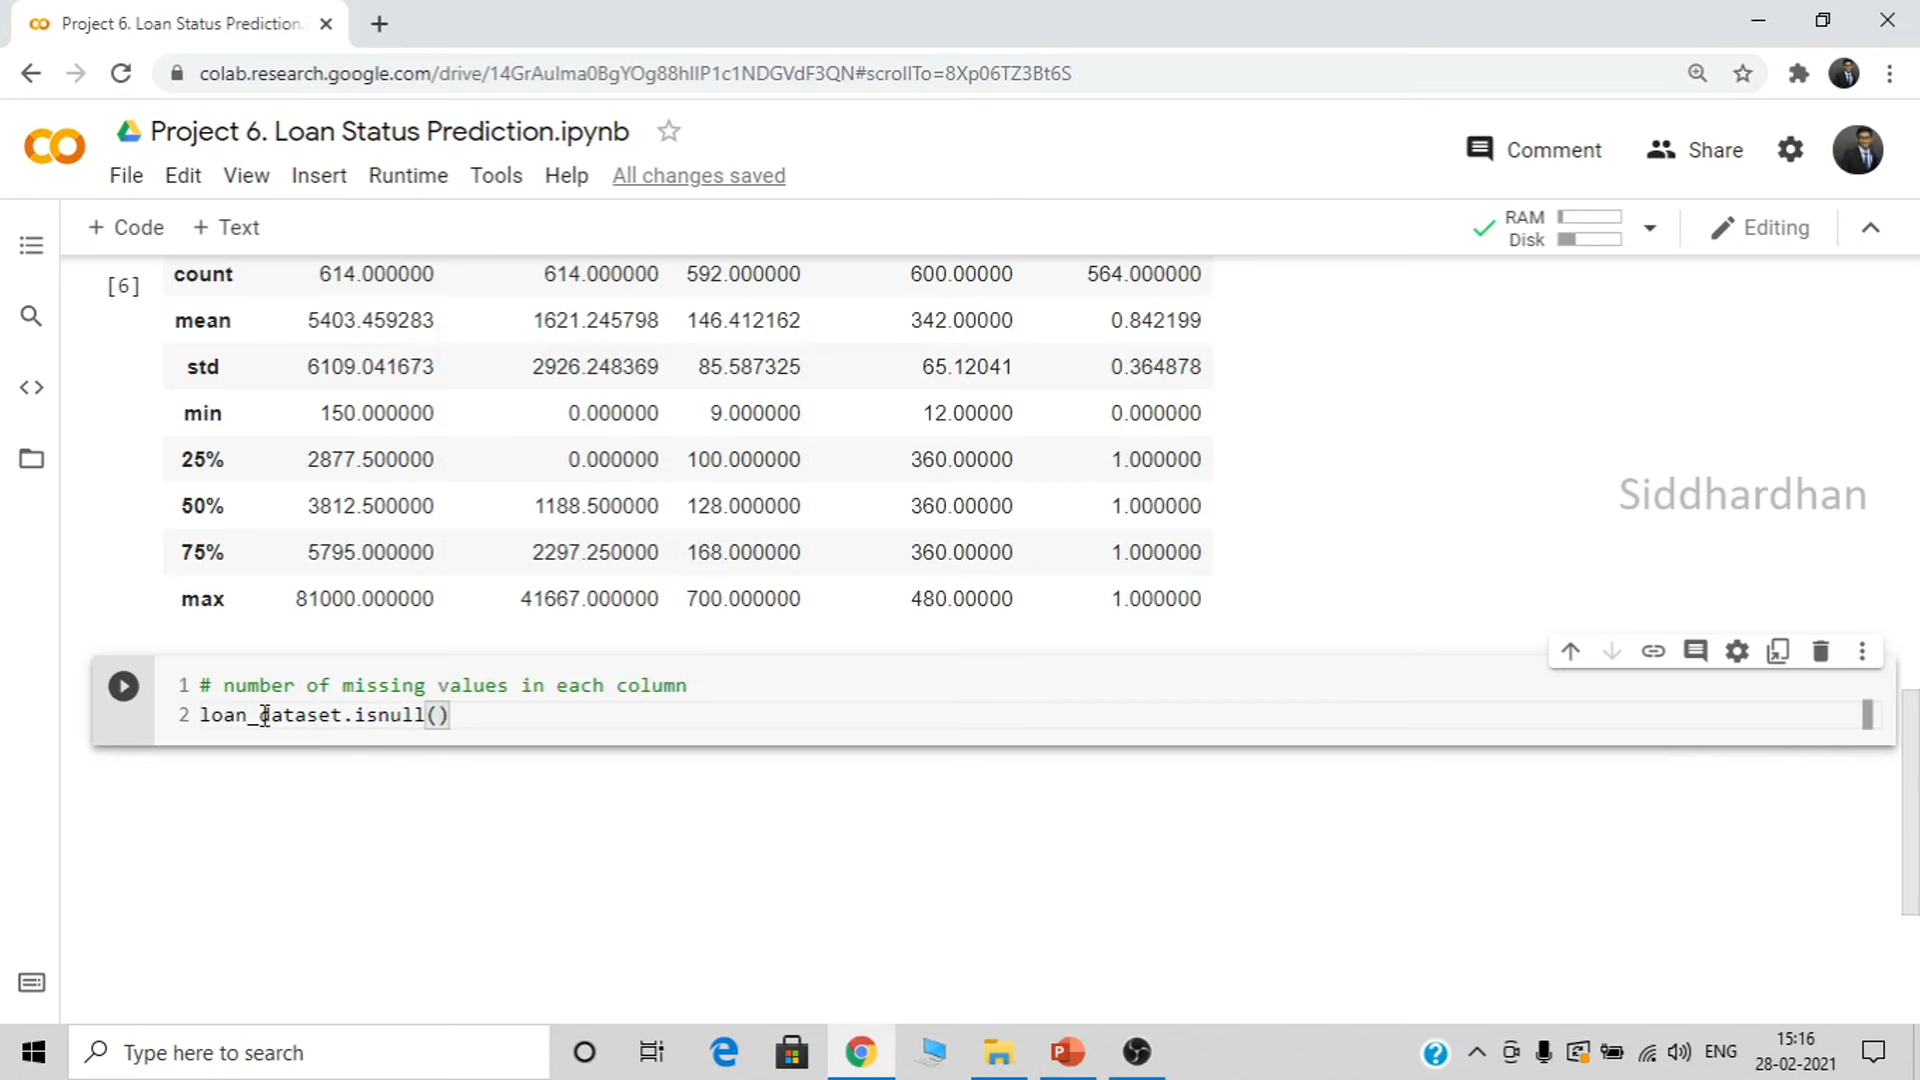 Project 6. Loan Status Prediction.
colab.research.google.com/drive/14GrAulma0BgYOg88hlIP1c1NDGVdF3QN#scrollTo=8Xp06TZ3Bt6S
Project 6. Loan Status Prediction.ipynb
Comment Share
File Edit View Insert Runtime Tools Help All changes saved
+ Code + Text RAM Disk Editing
[6] count 614.000000 614.000000 592.000000 600.00000 564.000000
mean 5403.459283 1621.245798 146.412162 342.00000 0.842199
std 6109.041673 2926.248369 85.587325 65.12041 0.364878
min 150.000000 0.000000 9.000000 12.00000 0.000000
25% 2877.500000 0.000000 100.000000 360.00000 1.000000
50% 3812.500000 1188.500000 128.000000 360.00000 1.000000
75% 5795.000000 2297.250000 168.000000 360.00000 1.000000
max 81000.000000 41667.000000 700.000000 480.00000 1.000000
Siddhardhan
1 # number of missing values in each column
2 loan_dataset.isnull()
Type here to search
ENG
15:16
28-02-2021